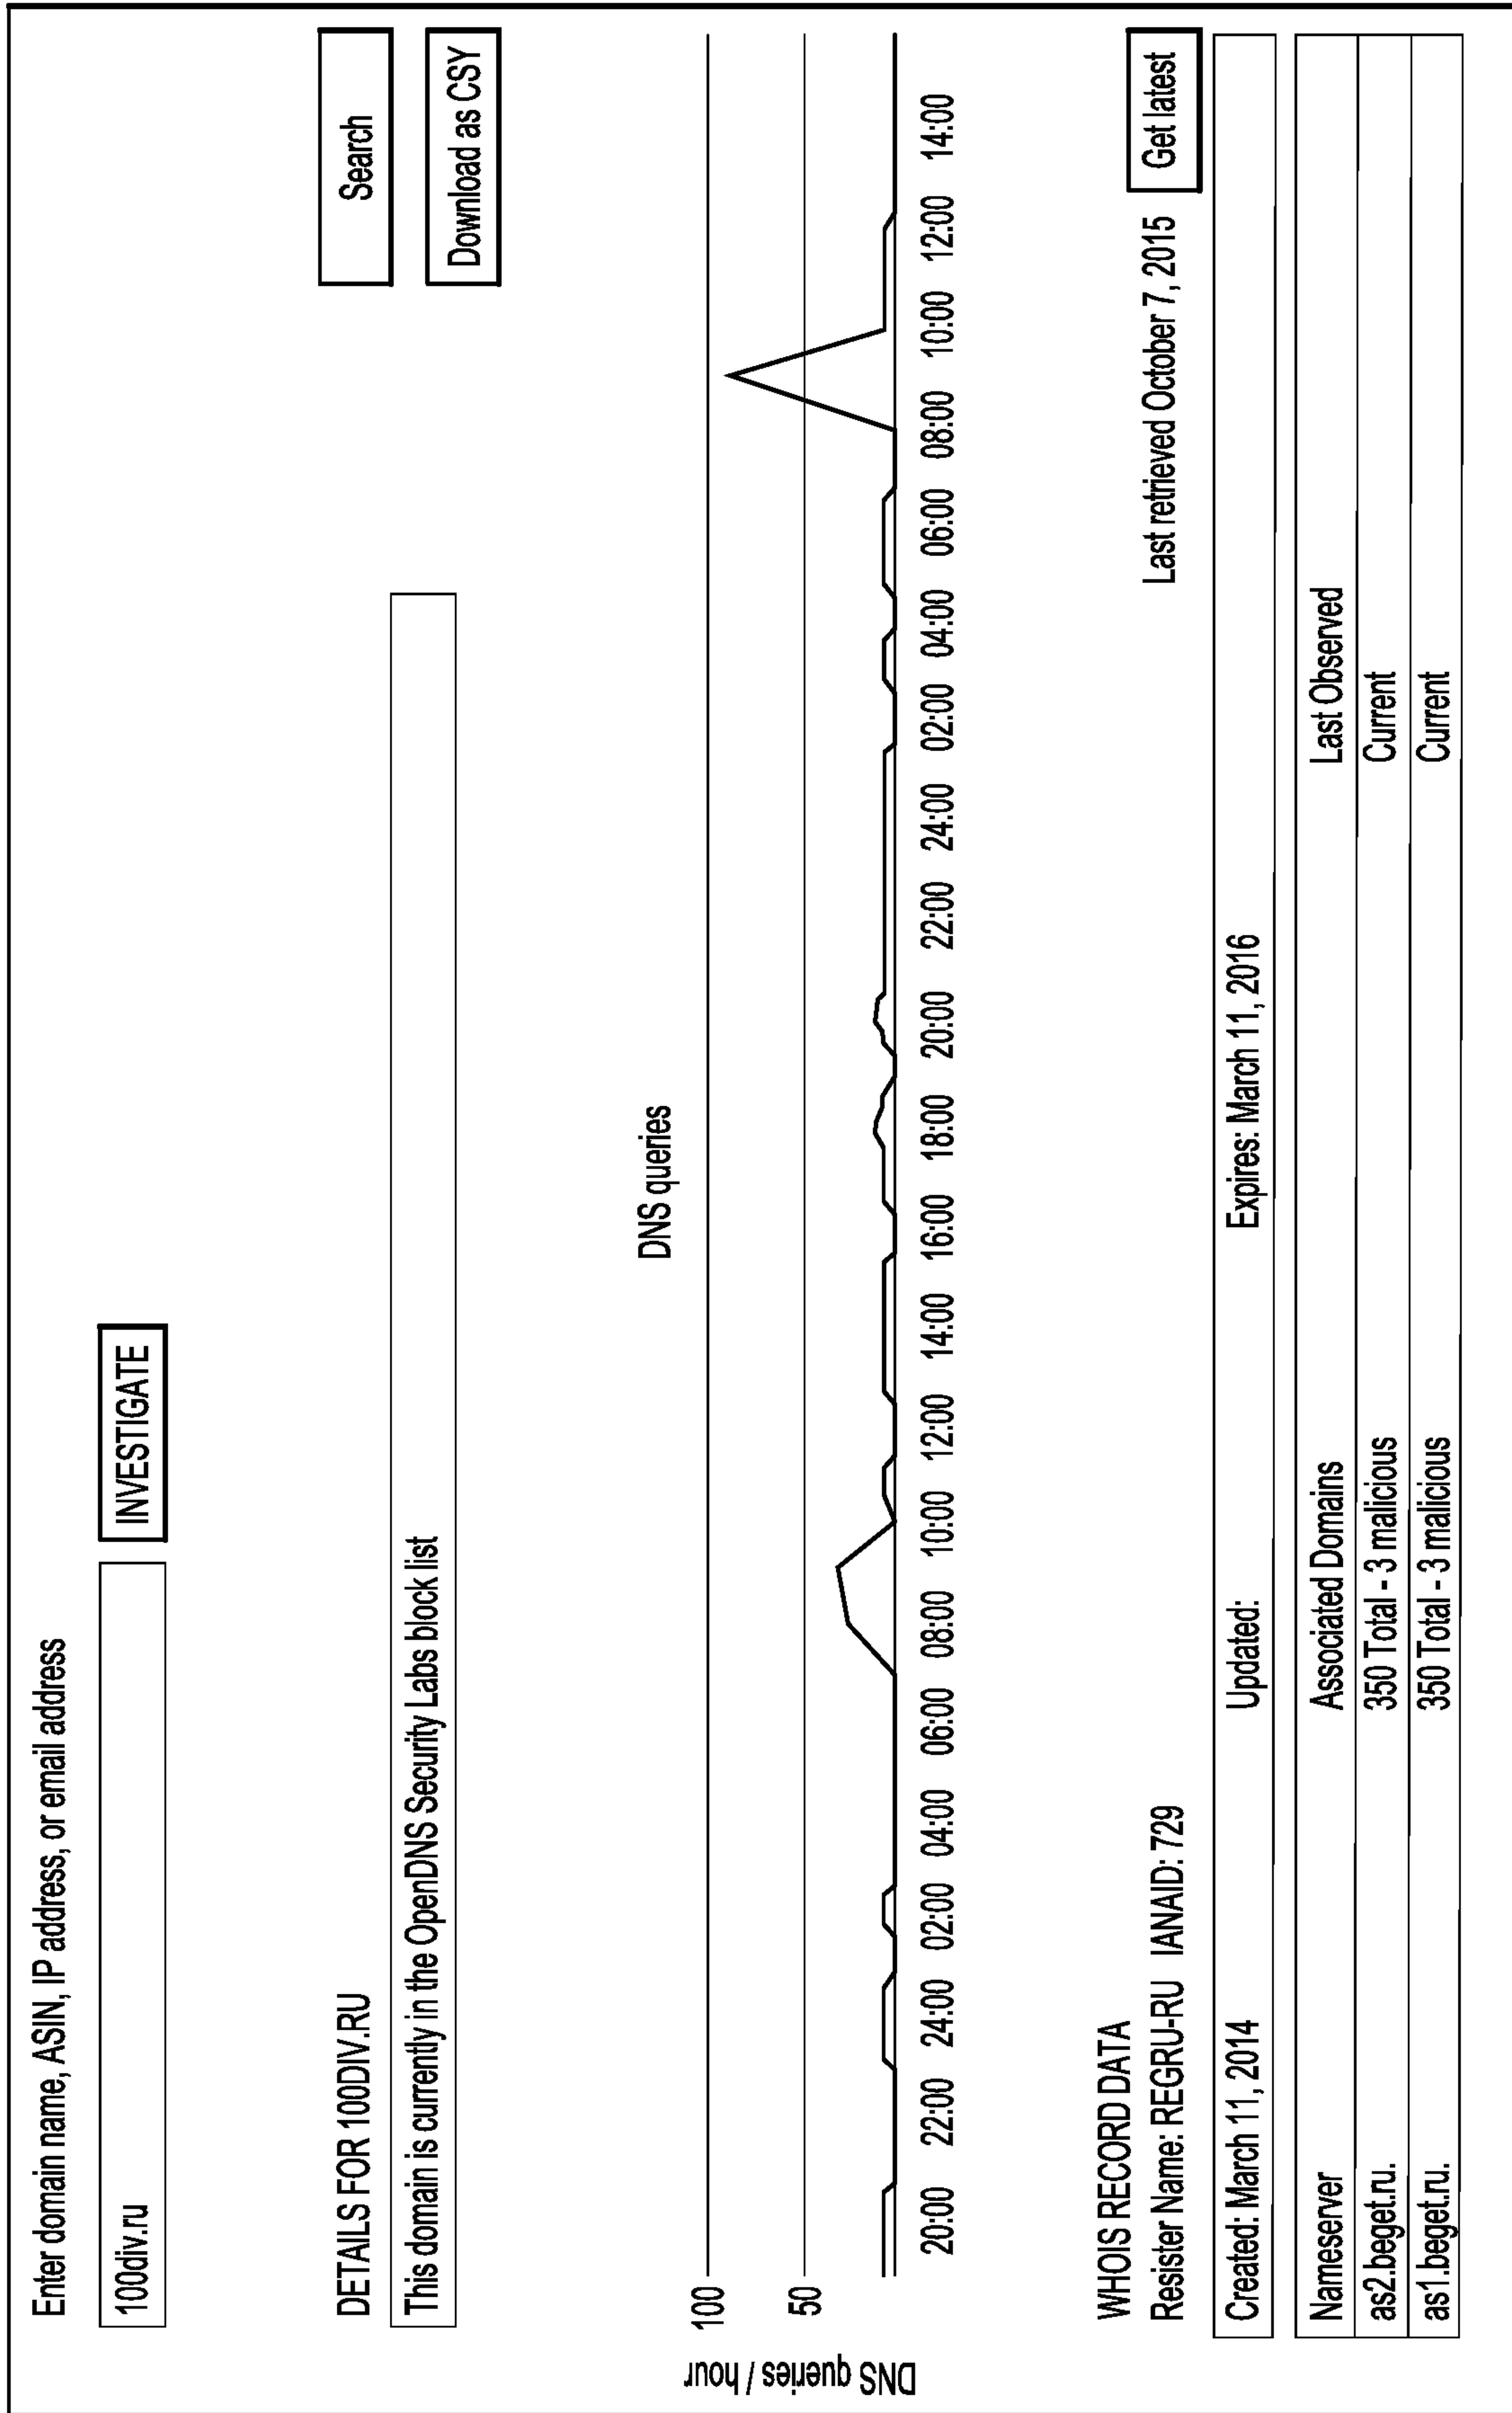 Enter domain name, ASIN, IP address, or email address
100div.ru
INVESTIGATE
Search
DETAILS FOR 100DIV.RU
Download as CSY
This domain is currently in the OpenDNS Security Labs block list
DNS queries
DNS queries / hour
100
50
20:00 22:00 24:00 02:00 04:00 06:00 08:00 10:00 12:00 14:00 16:00 18:00 20:00 22:00 24:00 02:00 04:00 06:00 08:00 10:00 12:00 14:00
WHOIS RECORD DATA
Resister Name: REGRU-RU IANAID: 729
Last retrieved October 7, 2015
Get latest
Created: March 11, 2014 Updated: Expires: March 11, 2016
Nameserver Associated Domains Last Observed
as2.beget.ru. 350 Total - 3 malicious Current
as1.beget.ru. 350 Total - 3 malicious Current